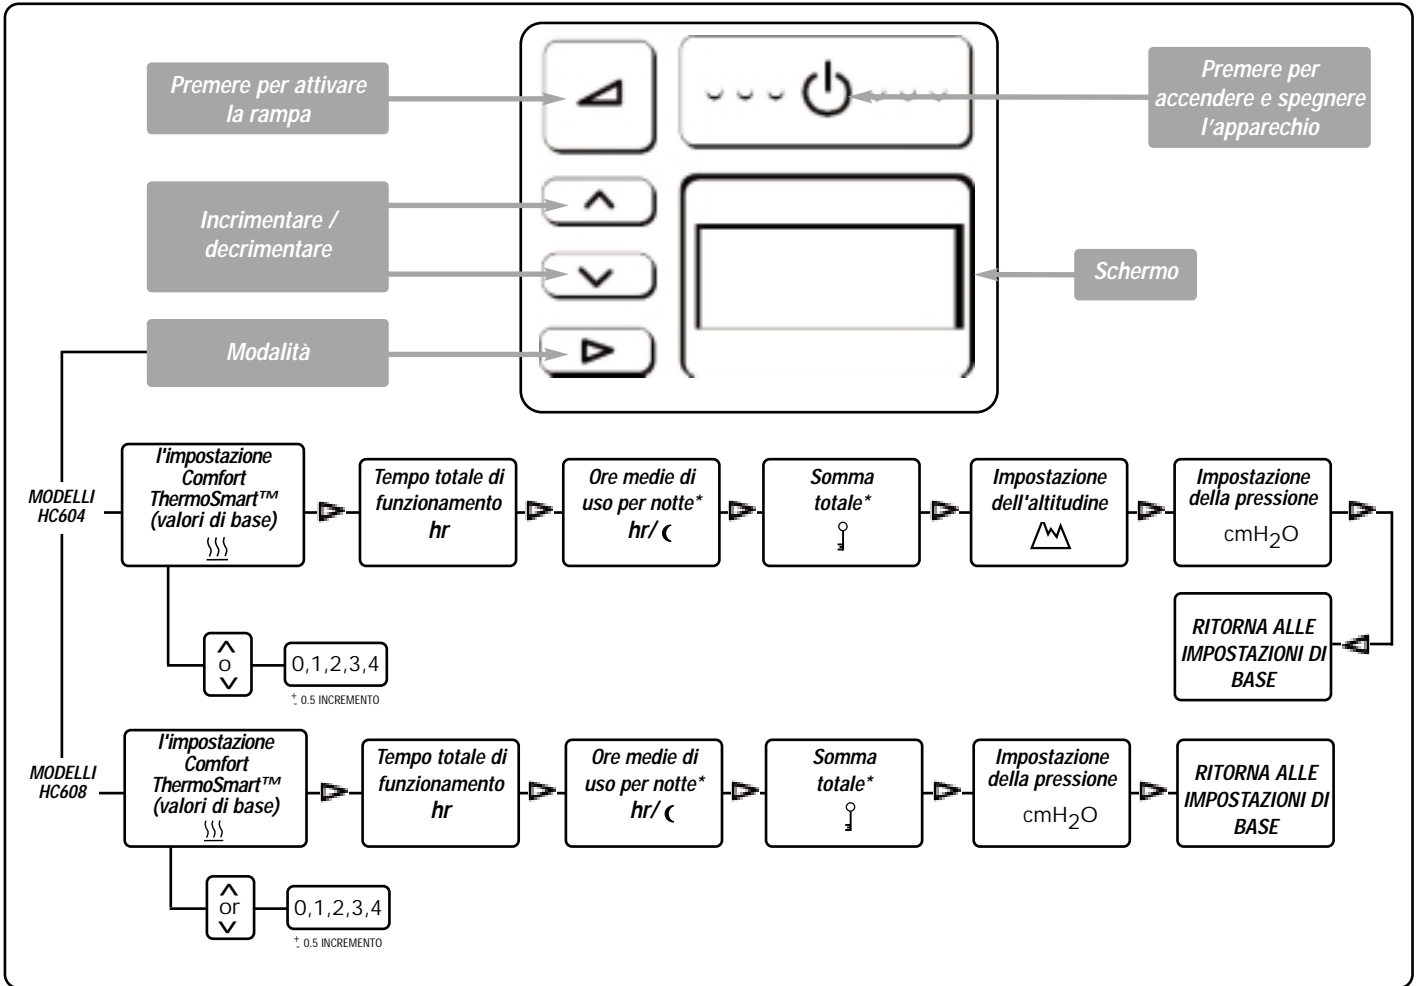 Premere per attivare
la rampa
Premere per
accendere e spegnere
l'apparechio
Incrimentare /
decrimentare
Schermo
Modalità
MODELLI
HC604
l'impostazione
Comfort
ThermoSmart™
(valori di base)
Tempo totale di
funzionamento
hr
Ore medie di
uso per notte*
hr/
Somma
totale*
Impostazione
dell'altitudine
Impostazione
della pressione
cmH₂O
RITORNA ALLE
IMPOSTAZIONI DI
BASE
o
0,1,2,3,4
± 0.5 INCREMENTO
MODELLI
HC608
l'impostazione
Comfort
ThermoSmart™
(valori di base)
Tempo totale di
funzionamento
hr
Ore medie di
uso per notte*
hr/
Somma
totale*
Impostazione
della pressione
cmH₂O
RITORNA ALLE
IMPOSTAZIONI DI
BASE
or
0,1,2,3,4
± 0.5 INCREMENTO